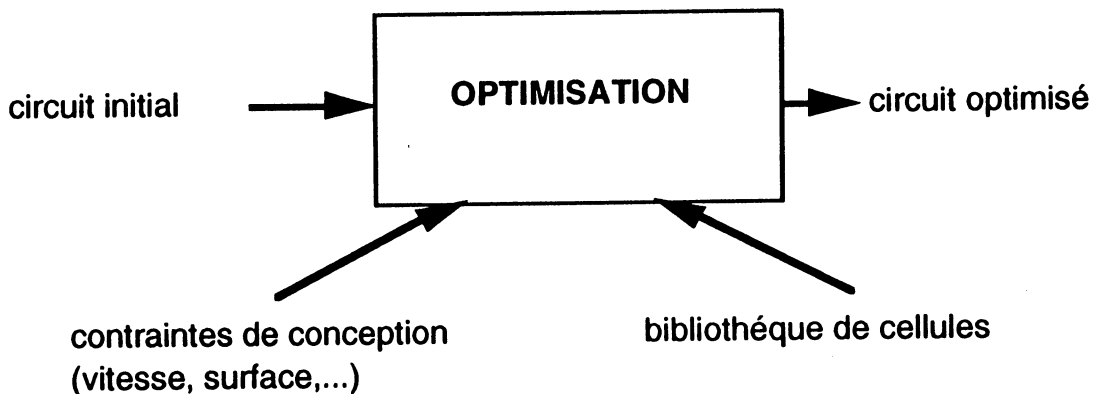 OPTIMISATION
circuit initial
circuit optimisé
contraintes de conception
(vitesse, surface,...)
bibliothéque de cellules